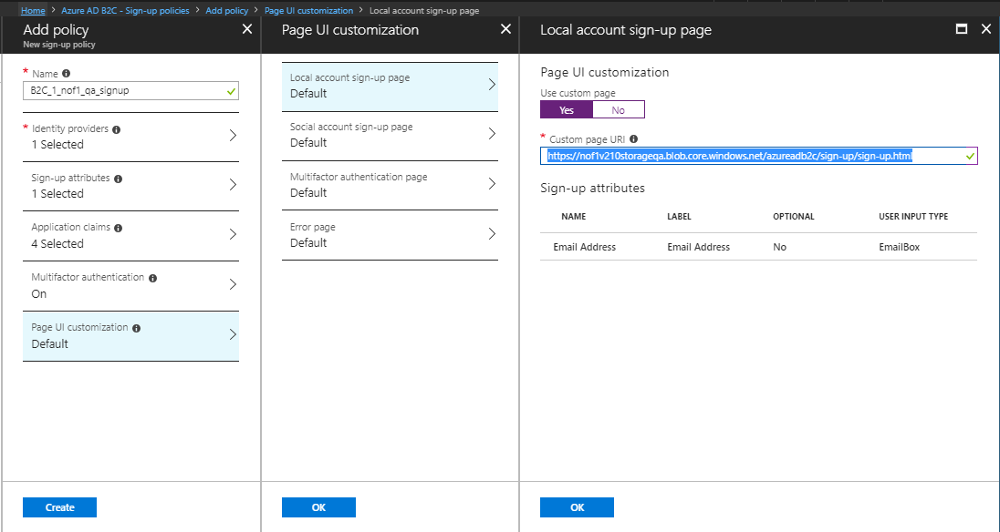 Home > Azure AD B2C - Sign-up policies > Add policy > Page UI customization > Local account sign-up page
Add policy
New sign-up policy
* Name
B2C_1_nof1_qa_signup
* Identity providers
1 Selected
Sign-up attributes
1 Selected
Application claims
4 Selected
Multifactor authentication
On
Page UI customization
Default
Create
Page UI customization
Local account sign-up page
Default
Social account sign-up page
Default
Multifactor authentication page
Default
Error page
Default
OK
Local account sign-up page
Page UI customization
Use custom page
Yes No
* Custom page URI
https://nof1v210storageqa.blob.core.windows.net/azureadb2c/sign-up/sign-up.html
Sign-up attributes
NAME LABEL OPTIONAL USER INPUT TYPE
Email Address Email Address No EmailBox
OK